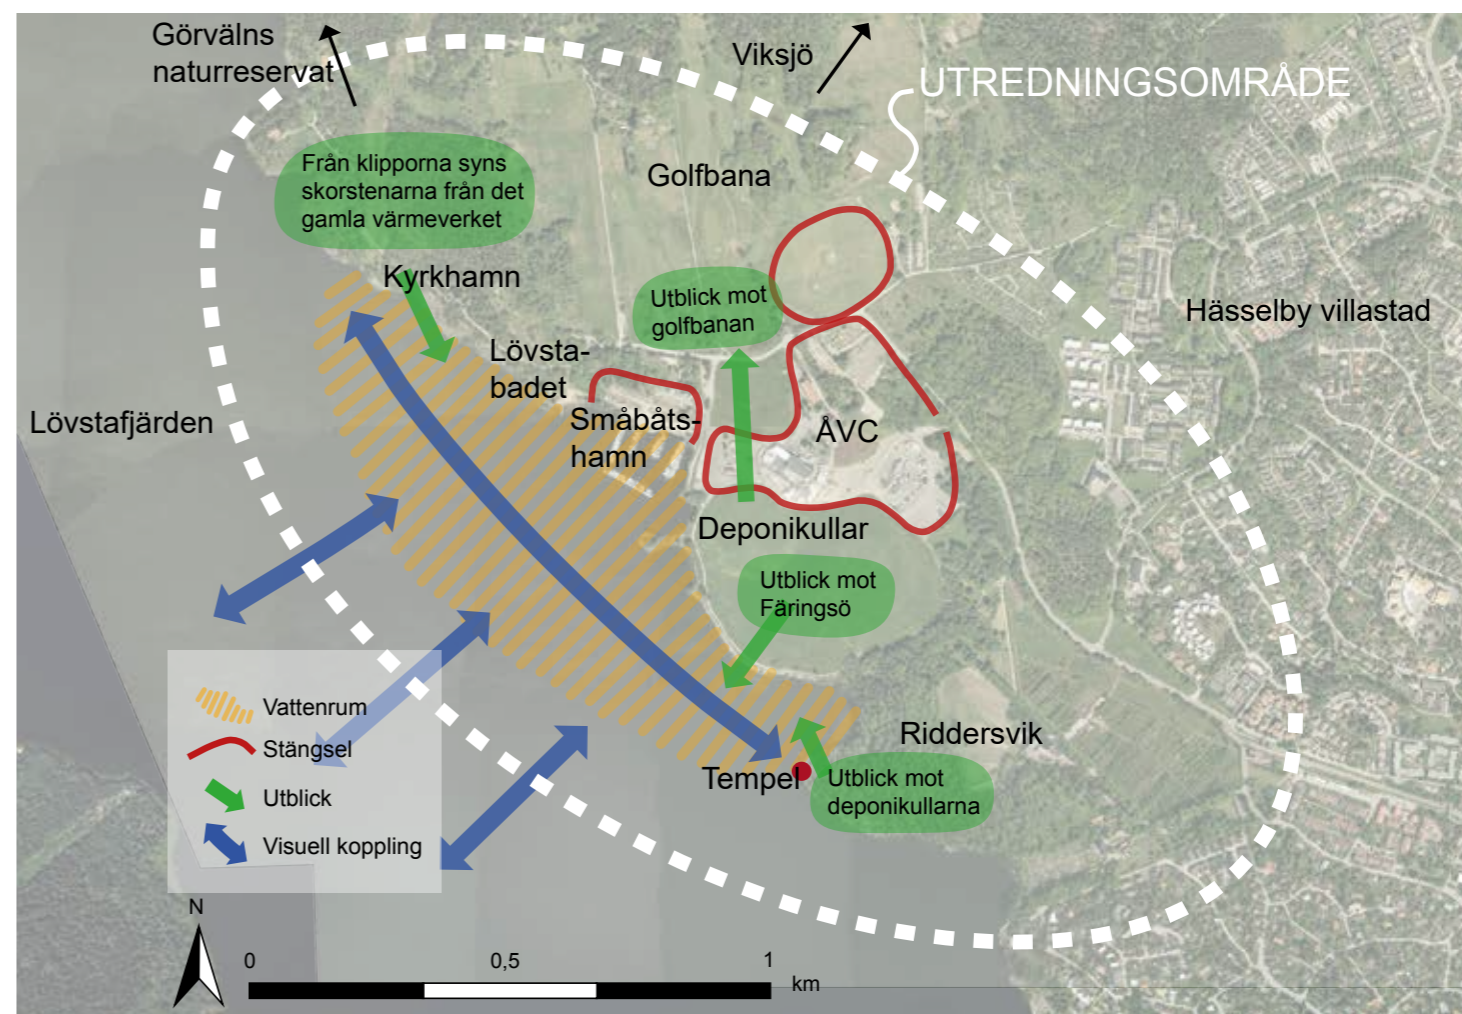 Görvälns
naturreservat
Viksjö
UTREDNINGSOMRÅDE
Från klipporna syns
skorstenarna från det
gamla värmeverket
Golfbana
Kyrkhamn
Utblick mot
golfbanan
Hässelby villastad
Lövsta-
badet
Småbåts-
hamn
Lövstafjärden
ÅVC
Deponikullar
Utblick mot
Färingsö
Riddersvik
Tempel
Utblick mot
deponikullarna
Vattenrum
Stängsel
Utblick
Visuell koppling
N
0 0,5 1
km